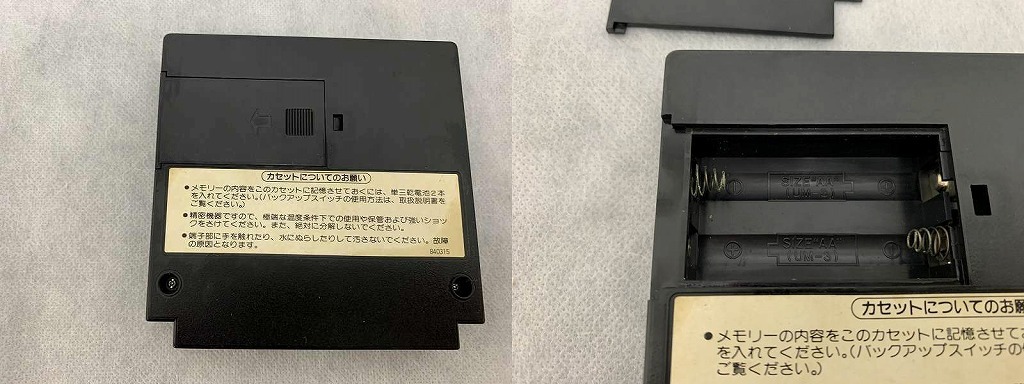 カセットについてのお願い
●メモリーの内容をこのカセットに記憶させておくには、単三乾電池2本
を入れてください。(バックアップスイッチの使用方法は、取扱説明書を
ご覧ください。)
●精密機器ですので、極端な温度条件下での使用や保管および強いショッ
クをさけてください。また、絶対に分解しないでください。
●端子部に手を触れたり、水にぬらしたりして汚さないでください。故障
の原因となります。
840315
SIZE"AA"
(UM-3)
SIZE"AA"
(UM-3)
カセットについてのお願
●メモリーの内容をこのカセットに記憶させて
を入れてください。(バックアップスイッチの
ご覧ください。)